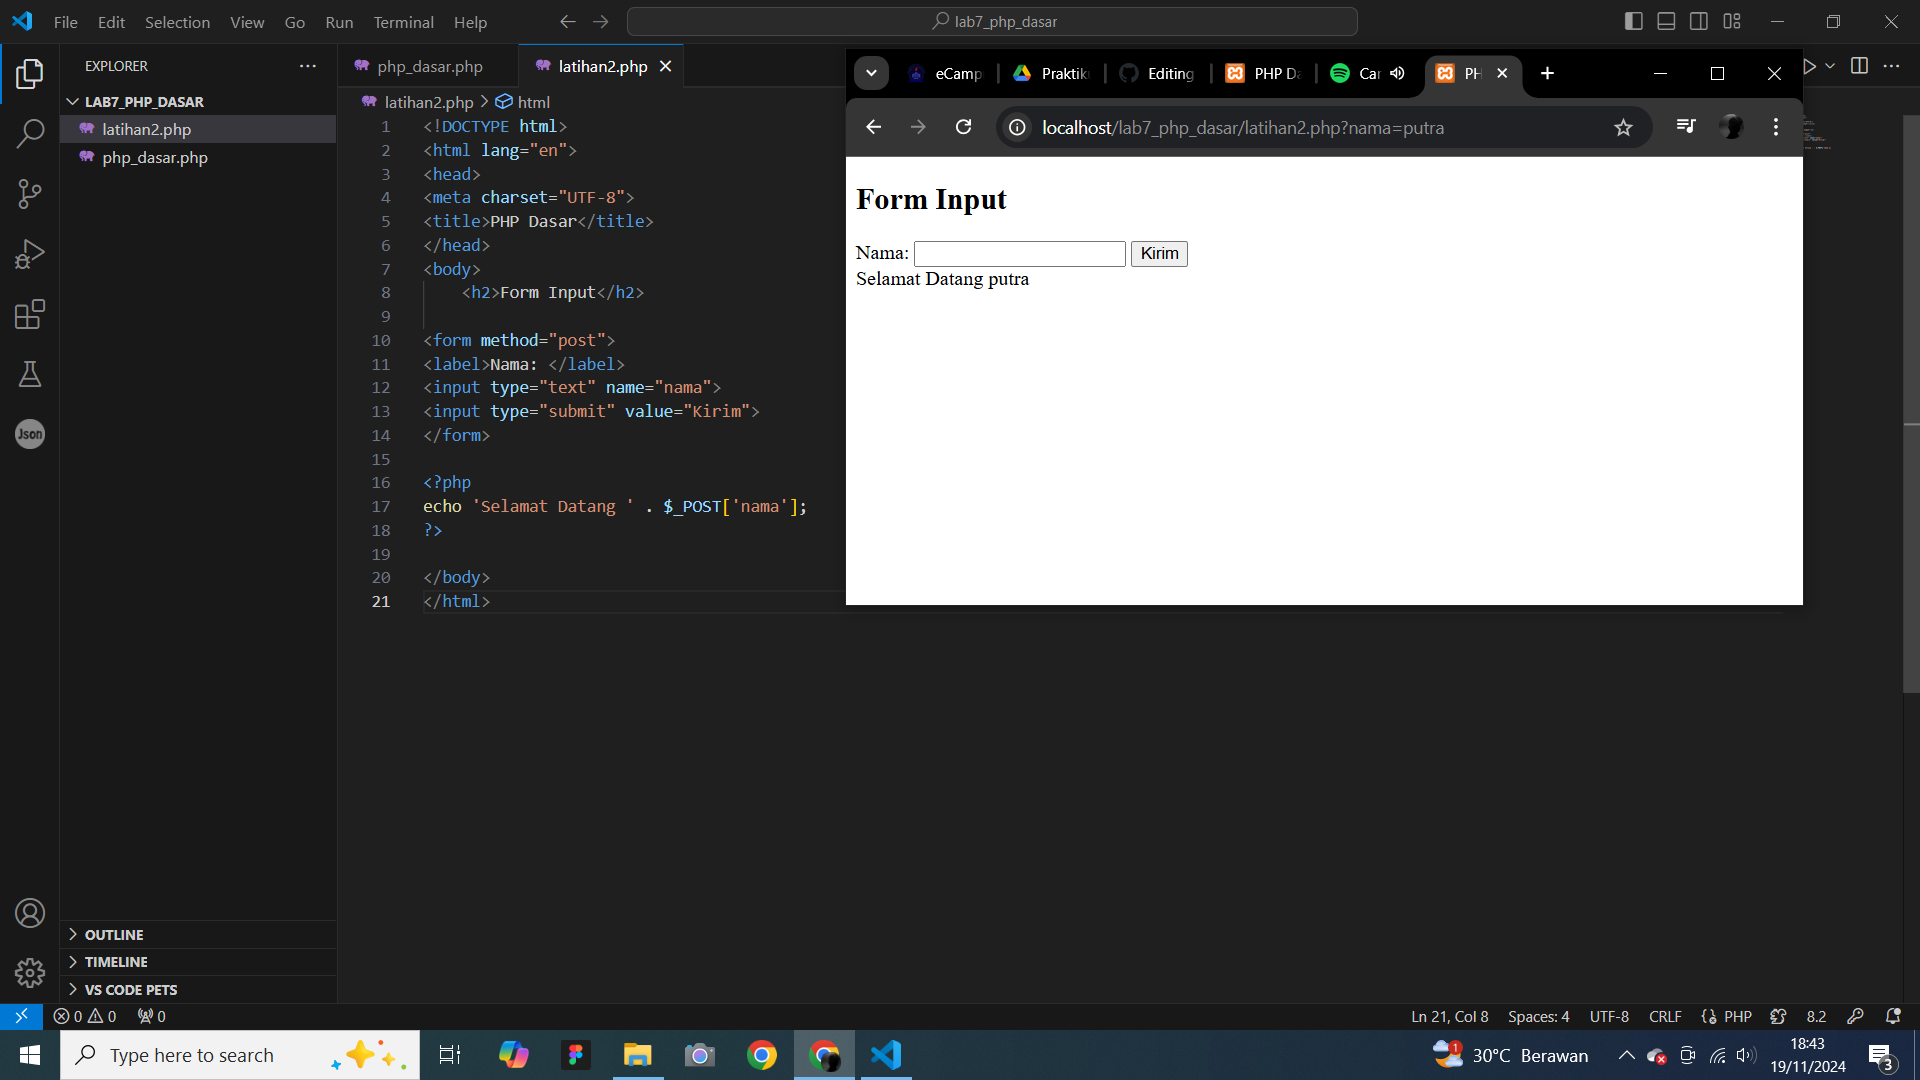 File Edit Selection View Go Run Terminal Help
lab7_php_dasar
EXPLORER
LAB7_PHP_DASAR
latihan2.php
php_dasar.php
Json
OUTLINE
TIMELINE
VS CODE PETS
php_dasar.php
latihan2.php
latihan2.php > html
1 <!DOCTYPE html>
2 <html lang="en">
3 <head>
4 <meta charset="UTF-8">
5 <title>PHP Dasar</title>
6 </head>
7 <body>
8 <h2>Form Input</h2>
9
10 <form method="post">
11 <label>Nama: </label>
12 <input type="text" name="nama">
13 <input type="submit" value="Kirim">
14 </form>
15
16 <?php
17 echo 'Selamat Datang ' . $_POST['nama'];
18 ?>
19
20 </body>
21 </html>
eCamp Praktik Editing PHP Da Car PH
localhost/lab7_php_dasar/latihan2.php?nama=putra
Form Input
Nama: Kirim
Selamat Datang putra
0 0 0
Ln 21, Col 8 Spaces: 4 UTF-8 CRLF PHP 8.2
Type here to search
1 30°C Berawan
18:43
19/11/2024
3